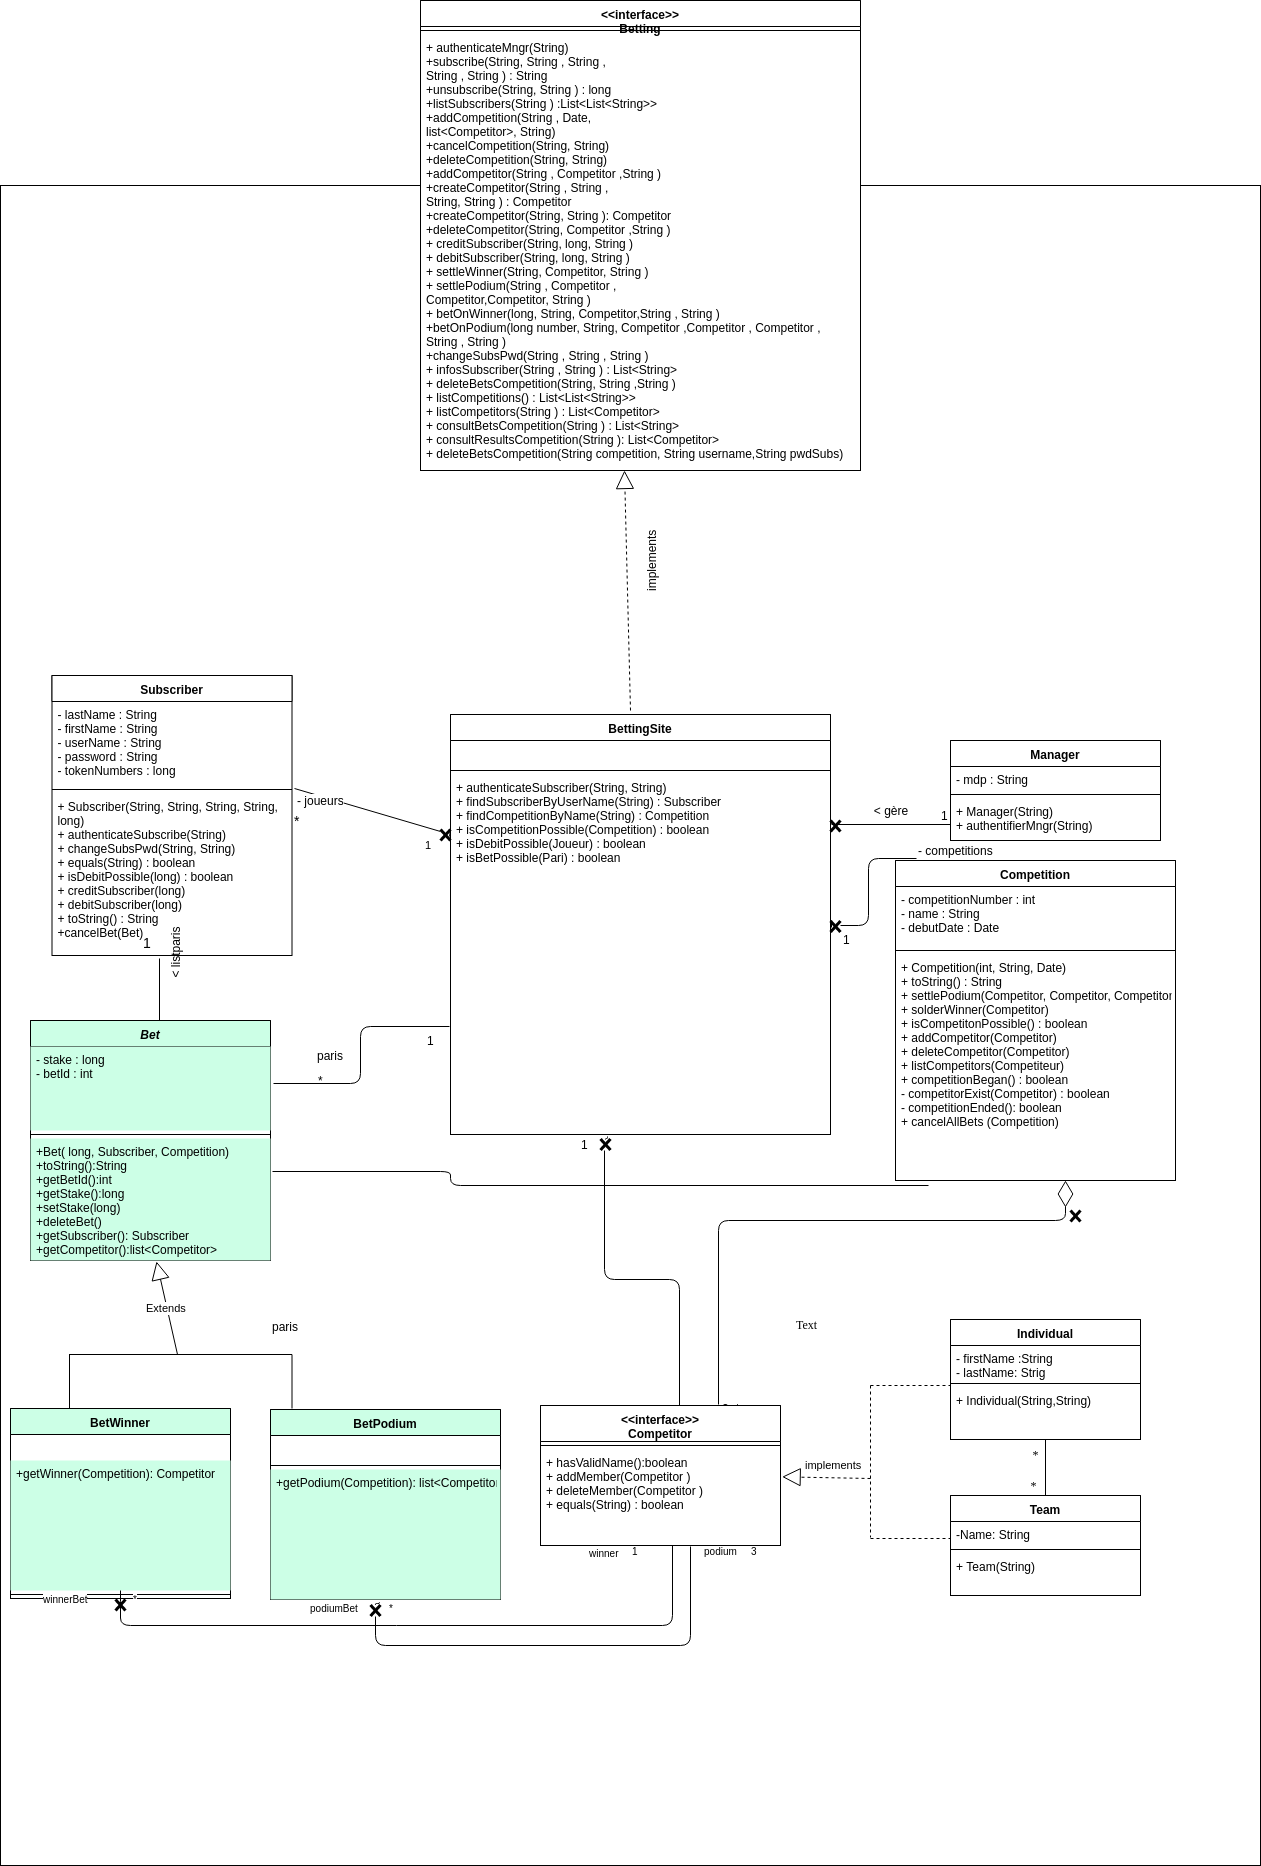 <<interface>>
Betting
+ authenticateMngr(String)
+subscribe(String, String , String ,
String , String ) : String
+unsubscribe(String, String ) : long
+listSubscribers(String ) :List<List<String>>
+addCompetition(String , Date,
list<Competitor>, String)
+cancelCompetition(String, String)
+deleteCompetition(String, String)
+addCompetitor(String , Competitor ,String )
+createCompetitor(String , String ,
String, String ) : Competitor
+createCompetitor(String, String ): Competitor
+deleteCompetitor(String, Competitor ,String )
+ creditSubscriber(String, long, String )
+ debitSubscriber(String, long, String )
+ settleWinner(String, Competitor, String )
+ settlePodium(String , Competitor ,
Competitor,Competitor, String )
+ betOnWinner(long, String, Competitor,String , String )
+betOnPodium(long number, String, Competitor ,Competitor , Competitor ,
String , String )
+changeSubsPwd(String , String , String )
+ infosSubscriber(String , String ) : List<String>
+ deleteBetsCompetition(String, String ,String )
+ listCompetitions() : List<List<String>>
+ listCompetitors(String ) : List<Competitor>
+ consultBetsCompetition(String ) : List<String>
+ consultResultsCompetition(String ): List<Competitor>
+ deleteBetsCompetition(String competition, String username,String pwdSubs)
implements
Subscriber
- lastName : String
- firstName : String
- userName : String
- password : String
- tokenNumbers : long
+ Subscriber(String, String, String, String,
long)
+ authenticateSubscribe(String)
+ changeSubsPwd(String, String)
+ equals(String) : boolean
+ isDebitPossible(long) : boolean
+ creditSubscriber(long)
+ debitSubscriber(long)
+ toString() : String
+cancelBet(Bet)
1
< listparis
- joueurs
*
1
BettingSite
+ authenticateSubscriber(String, String)
+ findSubscriberByUserName(String) : Subscriber
+ findCompetitionByName(String) : Competition
+ isCompetitionPossible(Competition) : boolean
+ isDebitPossible(Joueur) : boolean
+ isBetPossible(Pari) : boolean
< gère
1
Manager
- mdp : String
+ Manager(String)
+ authentifierMngr(String)
- competitions
1
Competition
- competitionNumber : int
- name : String
- debutDate : Date
+ Competition(int, String, Date)
+ toString() : String
+ settlePodium(Competitor, Competitor, Competitor
+ solderWinner(Competitor)
+ isCompetitonPossible() : boolean
+ addCompetitor(Competitor)
+ deleteCompetitor(Competitor)
+ listCompetitors(Competiteur)
+ competitionBegan() : boolean
- competitorExist(Competitor) : boolean
- competitionEnded(): boolean
+ cancelAllBets (Competition)
Bet
- stake : long
- betId : int
+Bet( long, Subscriber, Competition)
+toString():String
+getBetId():int
+getStake():long
+setStake(long)
+deleteBet()
+getSubscriber(): Subscriber
+getCompetitor():list<Competitor>
paris
*
1
1
Extends
paris
Text
BetWinner
+getWinner(Competition): Competitor
winnerBet
*
BetPodium
+getPodium(Competition): list<Competitor
podiumBet
*
<<interface>>
Competitor
+ hasValidName():boolean
+ addMember(Competitor )
+ deleteMember(Competitor )
+ equals(String) : boolean
winner
1
podium
3
implements
Individual
- firstName :String
- lastName: Strig
+ Individual(String,String)
*
*
Team
-Name: String
+ Team(String)